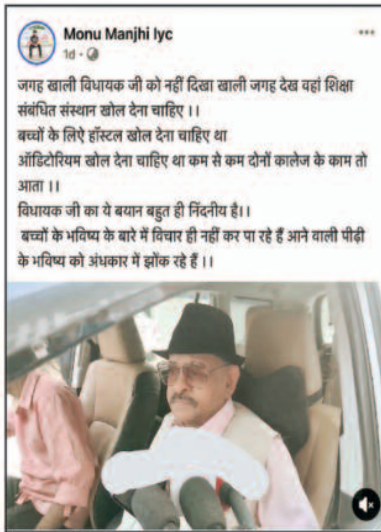 Monu Manjhi lyc
1d
जगह खाली विधायक जी को नहीं दिखा खाली जगह देख वहां शिक्षा
संबंधित संस्थान खोल देना चाहिए ।।
बच्चों के लिऐ हॉस्टल खोल देना चाहिए था
ऑडिटोरियम खोल देना चाहिए था कम से कम दोनों कालेज के काम तो
आता ।।
विधायक जी का ये बयान बहुत ही निंदनीय है।।
बच्चों के भविष्य के बारे में विचार ही नहीं कर पा रहे हैं आने वाली पीढ़ी
के भविष्य को अंधकार में झोंक रहे हैं ।।